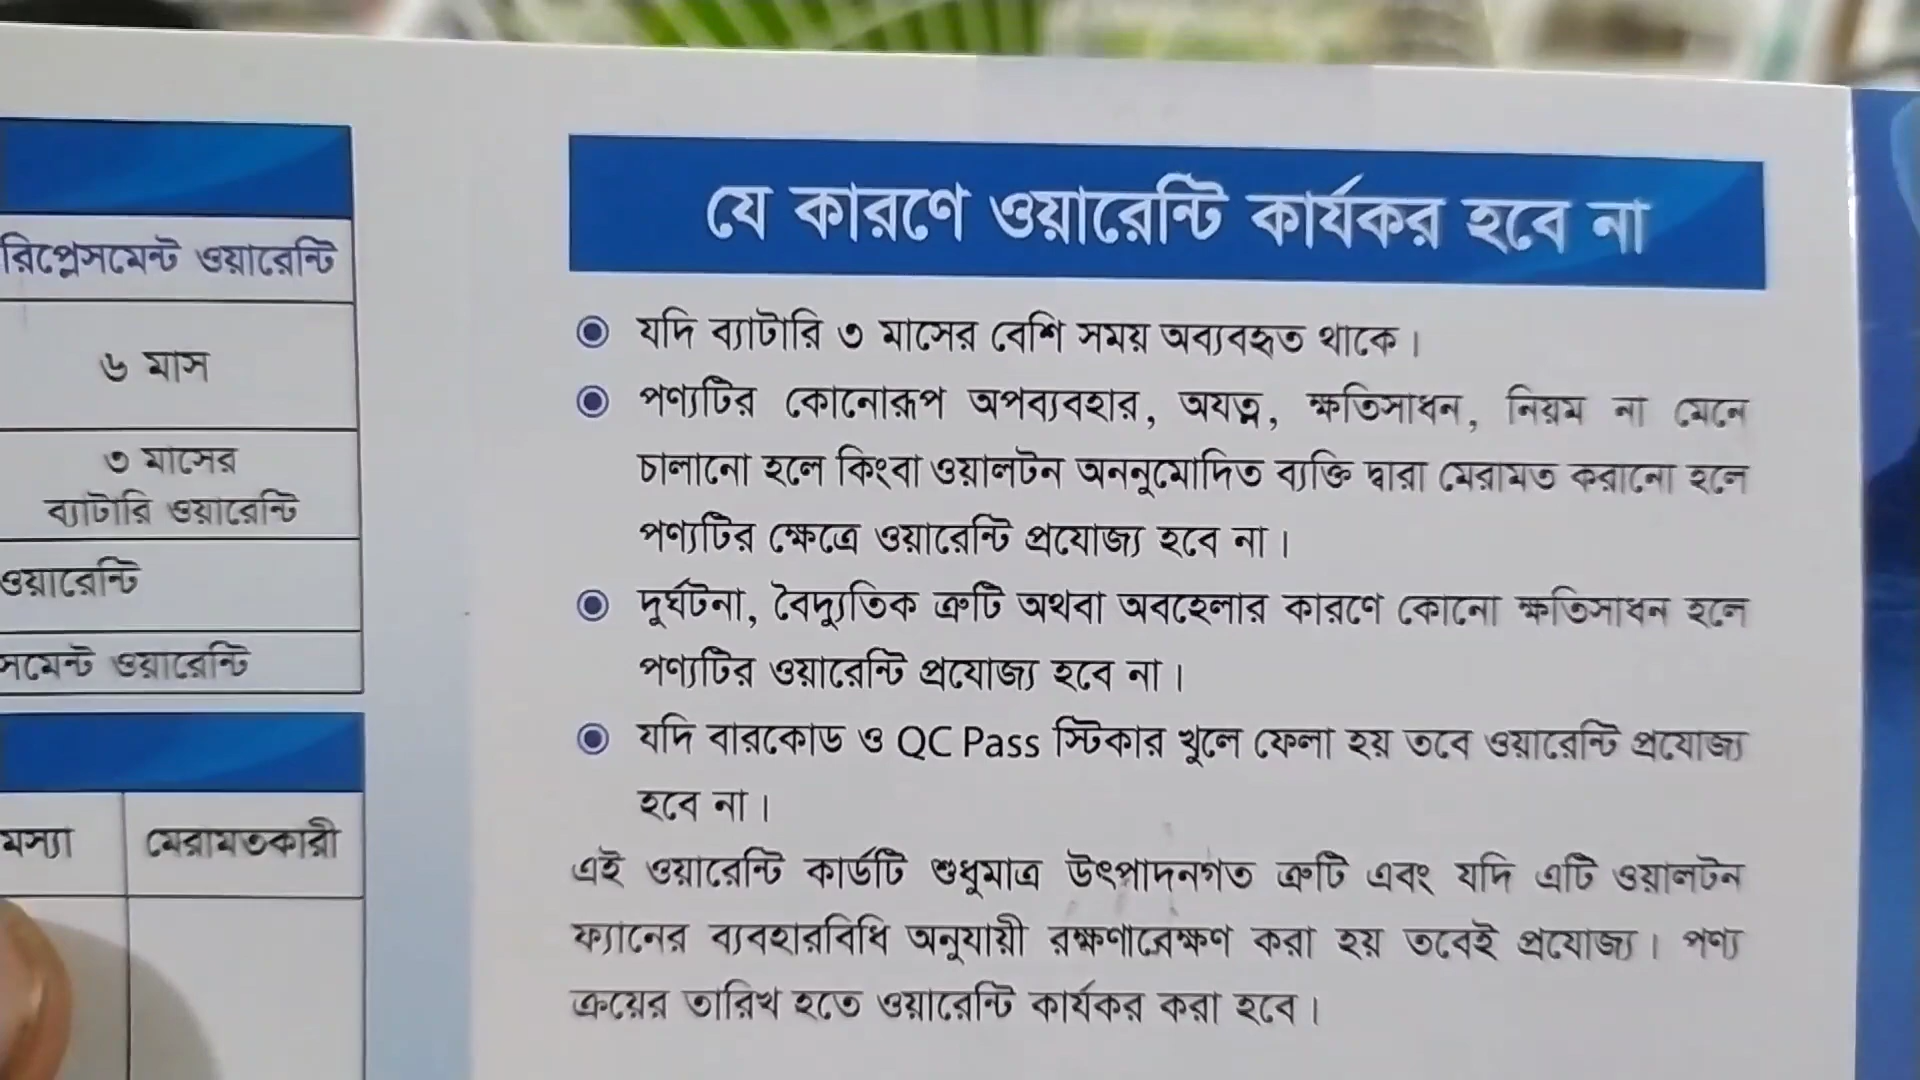 রিপ্লেসমেন্ট ওয়ারেন্টি
৬ মাস
৩ মাসের
ব্যাটারি ওয়ারেন্টি
ওয়ারেন্টি
সমেন্ট ওয়ারেন্টি
মস্যা
মেরামতকারী
যে কারণে ওয়ারেন্টি কার্যকর হবে না
যদি ব্যাটারি ৩ মাসের বেশি সময় অব্যবহৃত থাকে।
পণ্যটির কোনোরূপ অপব্যবহার, অযত্ন, ক্ষতিসাধন, নিয়ম না মেনে
চালানো হলে কিংবা ওয়ালটন অননুমোদিত ব্যক্তি দ্বারা মেরামত করানো হলে
পণ্যটির ক্ষেত্রে ওয়ারেন্টি প্রযোজ্য হবে না।
দুর্ঘটনা, বৈদ্যুতিক ত্রুটি অথবা অবহেলার কারণে কোনো ক্ষতিসাধন হলে
পণ্যটির ওয়ারেন্টি প্রযোজ্য হবে না।
যদি বারকোড ও QC Pass স্টিকার খুলে ফেলা হয় তবে ওয়ারেন্টি প্রযোজ্য
হবে না।
এই ওয়ারেন্টি কার্ডটি শুধুমাত্র উৎপাদনগত ত্রুটি এবং যদি এটি ওয়ালটন
ফ্যানের ব্যবহারবিধি অনুযায়ী রক্ষণাবেক্ষণ করা হয় তবেই প্রযোজ্য। পণ্য
ক্রয়ের তারিখ হতে ওয়ারেন্টি কার্যকর করা হবে।